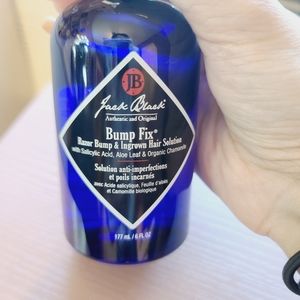 JB
Jack Black
Authentic and Original
Bump Fix®
Razor Bump & Ingrown Hair Solution
with Salicylic Acid, Aloe Leaf & Organic Chamomile
Solution anti-imperfections
et poils incarnés
avec Acide salicylique, Feuille d'aloès
et Camomille biologique
177 mL / 6 FL OZ